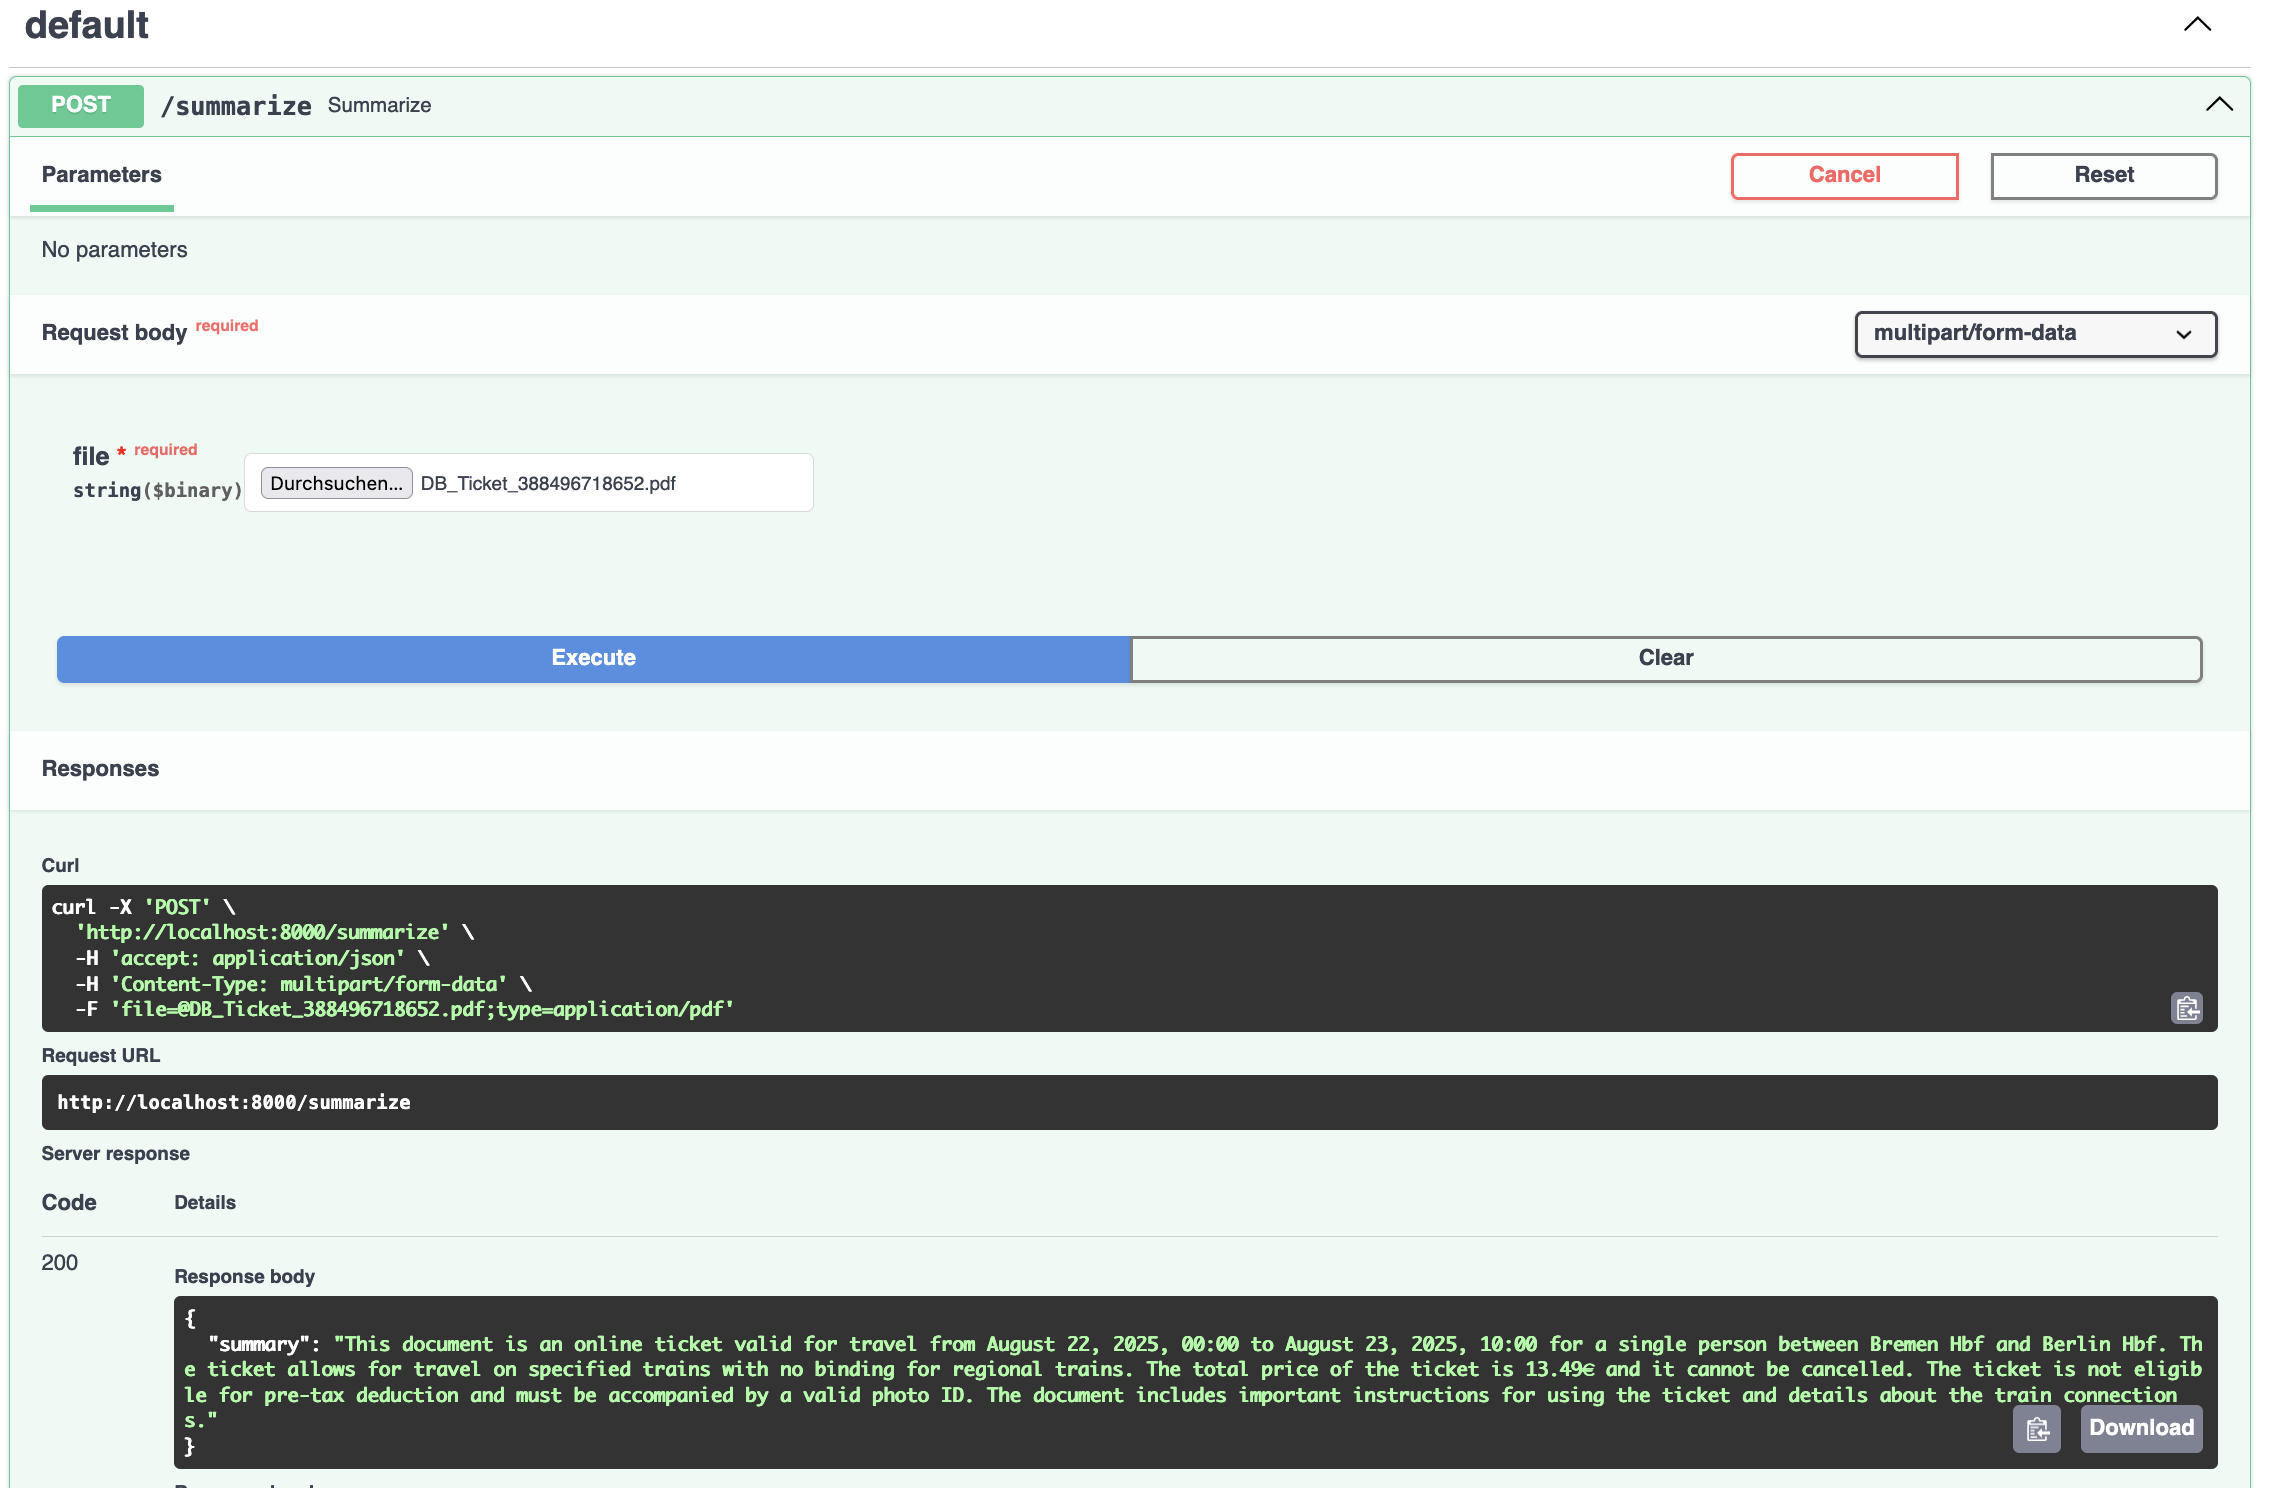 default
POST /summarize Summarize
Parameters
Cancel
Reset
No parameters
Request body required
multipart/form-data
file * required
string($binary)
Durchsuchen... DB_Ticket_388496718652.pdf
Execute
Clear
Responses
Curl
curl -X 'POST' \
'http://localhost:8000/summarize' \
-H 'accept: application/json' \
-H 'Content-Type: multipart/form-data' \
-F 'file=@DB_Ticket_388496718652.pdf;type=application/pdf'
Request URL
http://localhost:8000/summarize
Server response
Code Details
200
Response body
{
"summary": "This document is an online ticket valid for travel from August 22, 2025, 00:00 to August 23, 2025, 10:00 for a single person between Bremen Hbf and Berlin Hbf. Th
e ticket allows for travel on specified trains with no binding for regional trains. The total price of the ticket is 13.49€ and it cannot be cancelled. The ticket is not eligib
le for pre-tax deduction and must be accompanied by a valid photo ID. The document includes important instructions for using the ticket and details about the train connection
s."
}
Download